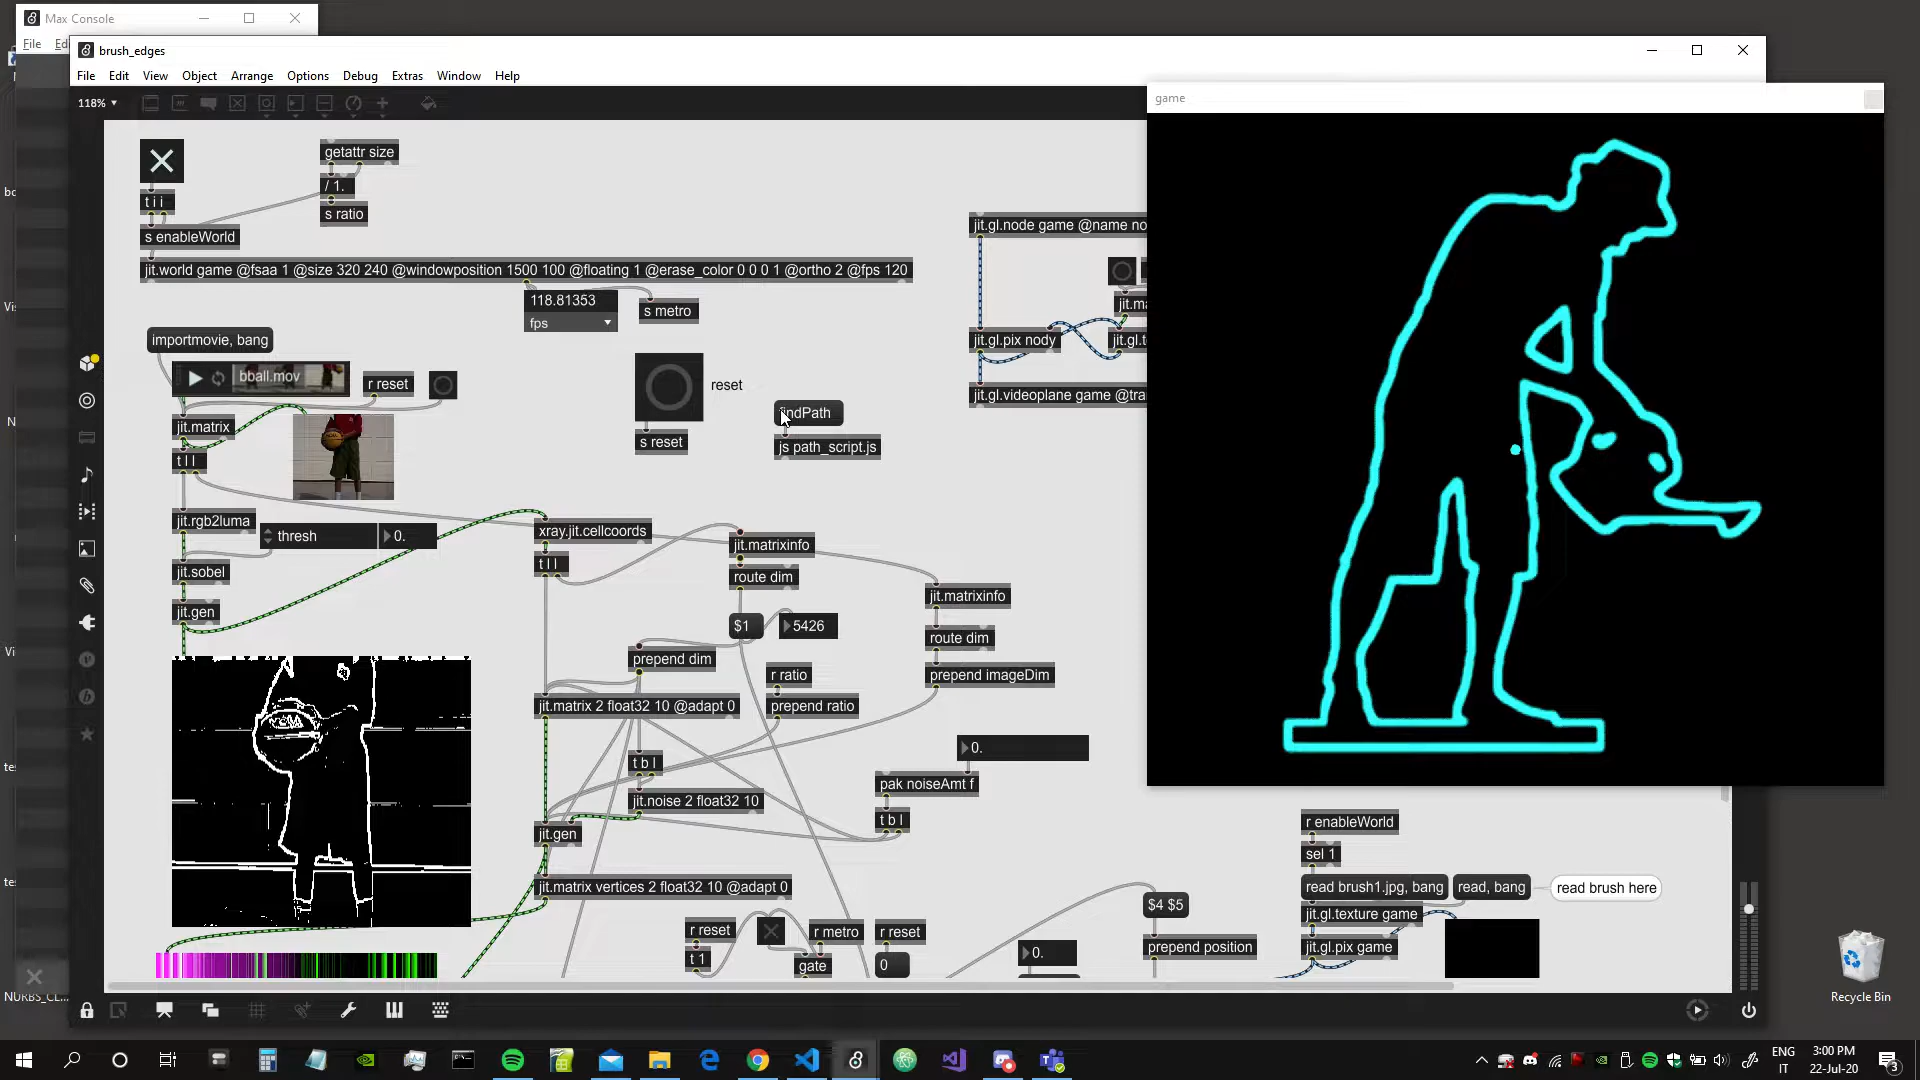 Max Console
File
brush_edges
File Edit View Object Arrange Options Debug Extras Window Help
118%
game
getattr size
/ 1.
s ratio
t i i
s enableWorld
jit.world game @fsaa 1 @size 320 240 @windowposition 1500 100 @floating 1 @erase_color 0 0 0 1 @ortho 2 @fps 120
118.81353
fps
s metro
jit.gl.node game @name no
jit.ma
jit.gl.pix nody
jit.gl.t
jit.gl.videoplane game @tra
importmovie, bang
bball.mov
r reset
reset
s reset
findPath
js path_script.js
jit.matrix
t l l
jit.rgb2luma
thresh
0.
jit.sobel
jit.gen
xray.jit.cellcoords
t l l
jit.matrixinfo
route dim
$1
5426
prepend dim
jit.matrixinfo
route dim
prepend imageDim
r ratio
prepend ratio
jit.matrix 2 float32 10 @adapt 0
t b l
jit.noise 2 float32 10
0.
pak noiseAmt f
t b l
jit.gen
jit.matrix vertices 2 float32 10 @adapt 0
r reset
t 1
r metro
gate
r reset
0
0.
$4 $5
prepend position
r enableWorld
sel 1
read brush1.jpg, bang
read, bang
read brush here
jit.gl.texture game
jit.gl.pix game
NURBS_CL...
Recycle Bin
ENG
IT
3:00 PM
22-Jul-20
3